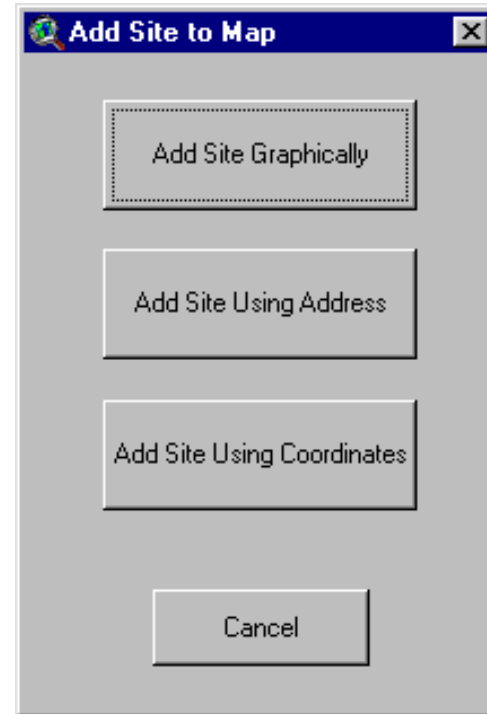 Add Site to Map
Add Site Graphically
Add Site Using Address
Add Site Using Coordinates
Cancel